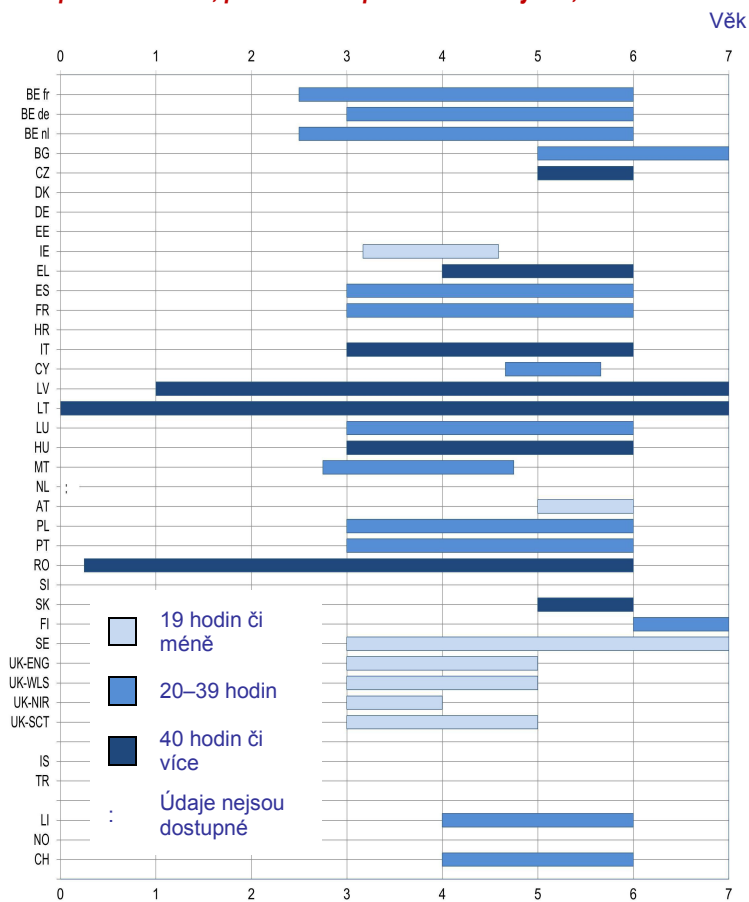 Věk
0 1 2 3 4 5 6 7
BE fr
BE de
BE nl
BG
CZ
DK
DE
EE
IE
EL
ES
FR
HR
IT
CY
LV
LT
LU
HU
MT
NL :
AT
PL
PT
RO
SI
SK
FI
SE
UK-ENG
UK-WLS
UK-NIR
UK-SCT
IS
TR
LI
NO
CH
19 hodin či
méně
20–39 hodin
40 hodin či
více
: Údaje nejsou
dostupné
0 1 2 3 4 5 6 7